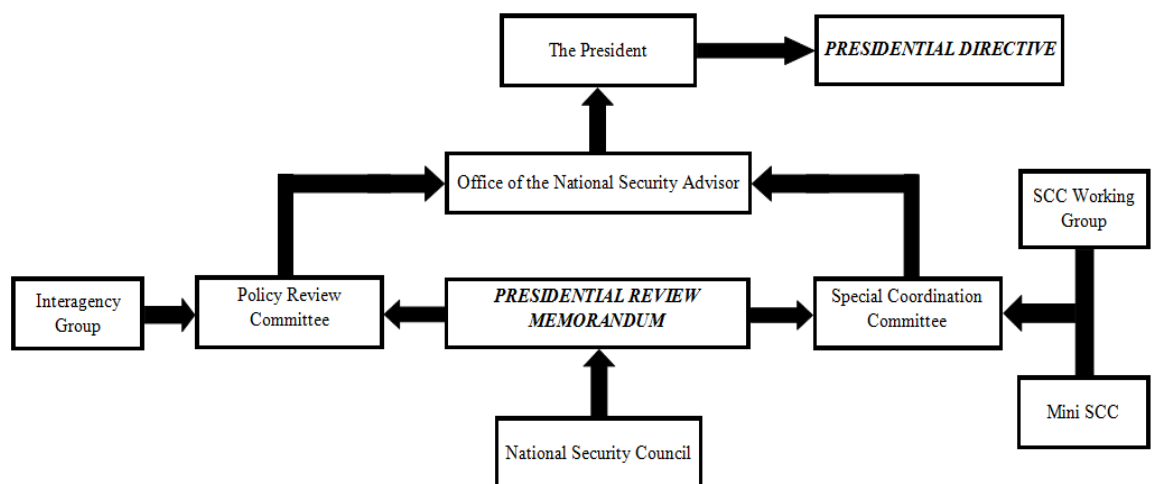 The President
PRESIDENTIAL DIRECTIVE
Office of the National Security Advisor
SCC Working
Group
Interagency
Group
Policy Review
Committee
PRESIDENTIAL REVIEW
MEMORANDUM
Special Coordination
Committee
Mini SCC
National Security Council